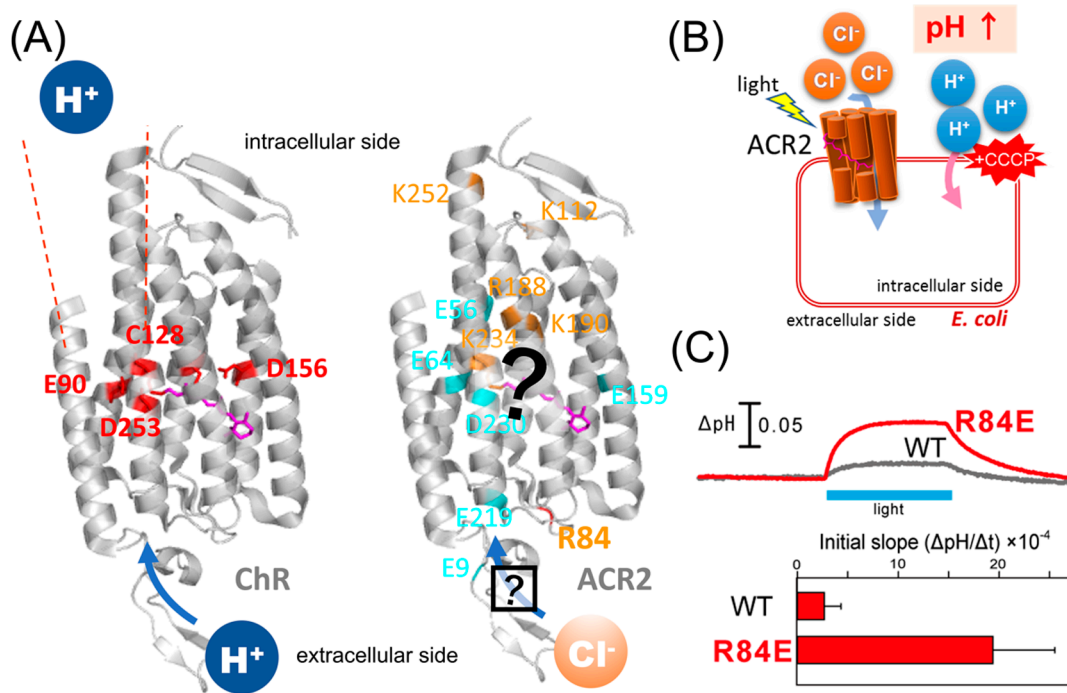 (A)
H⁺
intracellular side
C128
E90
D156
D253
ChR
H⁺
extracellular side
K252
K112
R188
E56
K190
K234
E64
?
E159
D230
E219
R84
E9
?
ACR2
Cl⁻
(B)
Cl⁻
Cl⁻
Cl⁻
pH ↑
light
H⁺
H⁺
H⁺
ACR2
+CCCP
intracellular side
extracellular side
E. coli
(C)
ΔpH
0.05
R84E
WT
light
Initial slope (ΔpH/Δt) ×10⁻⁴
0 10 20
WT
R84E